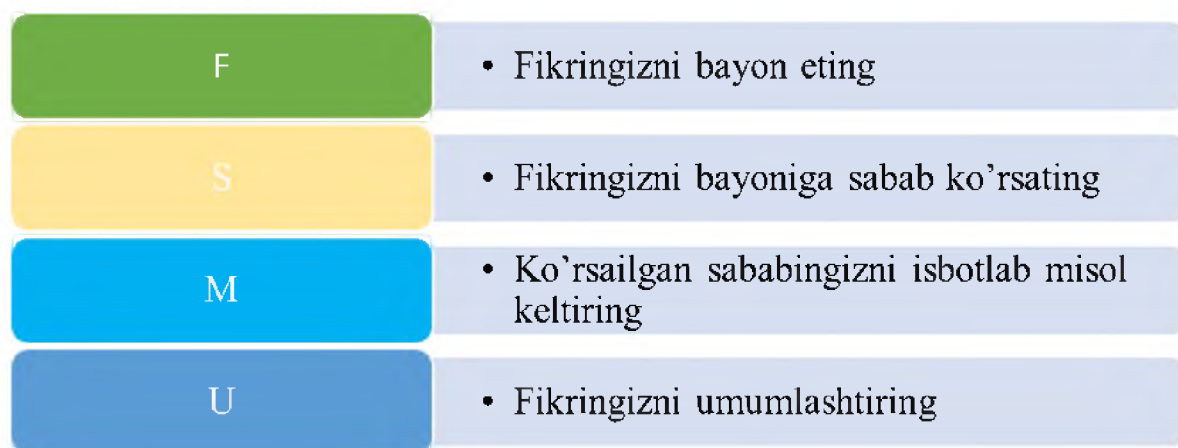 F
• Fikringizni bayon eting
S
• Fikringizni bayoniga sabab ko’rsating
M
• Ko’rsailgan sababingizni isbotlab misol
keltiring
U
• Fikringizni umumlashtiring